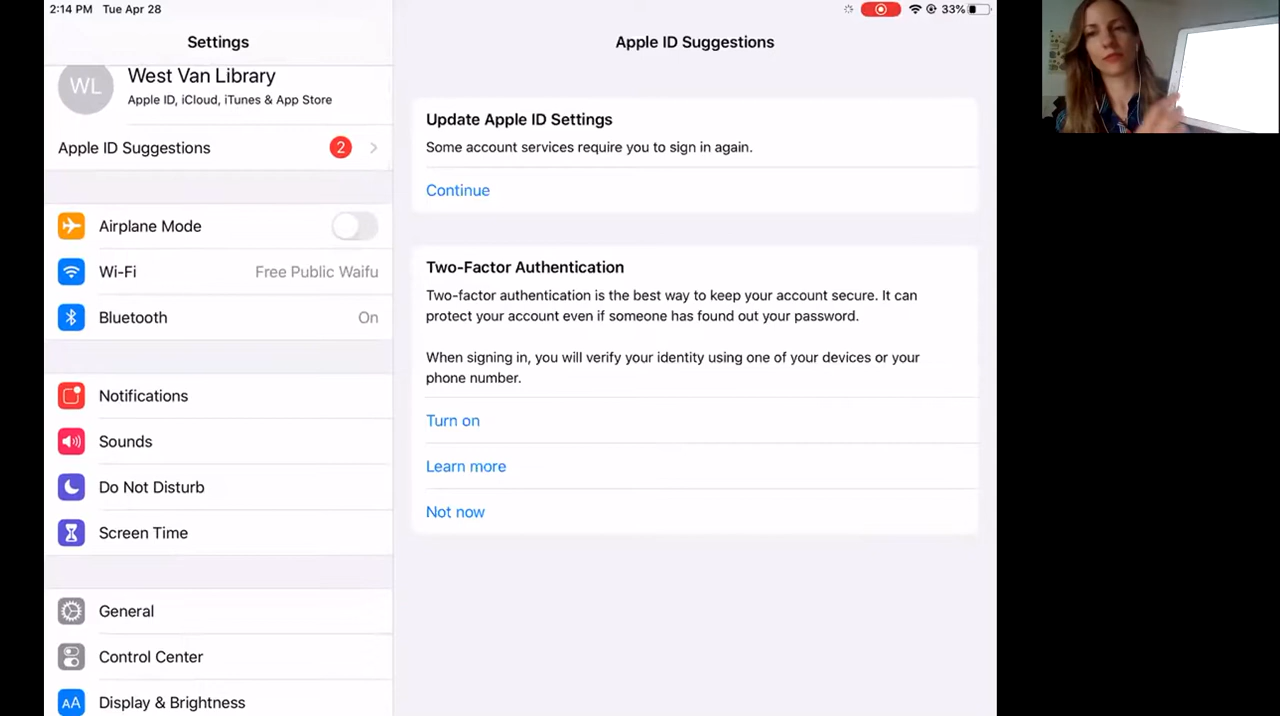 2:14 PM Tue Apr 28
33%
Settings
WL
West Van Library
Apple ID, iCloud, iTunes & App Store
Apple ID Suggestions
2
Airplane Mode
Wi-Fi
Free Public Waifu
Bluetooth
On
Notifications
Sounds
Do Not Disturb
Screen Time
General
Control Center
AA
Display & Brightness
Apple ID Suggestions
Update Apple ID Settings
Some account services require you to sign in again.
Continue
Two-Factor Authentication
Two-factor authentication is the best way to keep your account secure. It can
protect your account even if someone has found out your password.
When signing in, you will verify your identity using one of your devices or your
phone number.
Turn on
Learn more
Not now